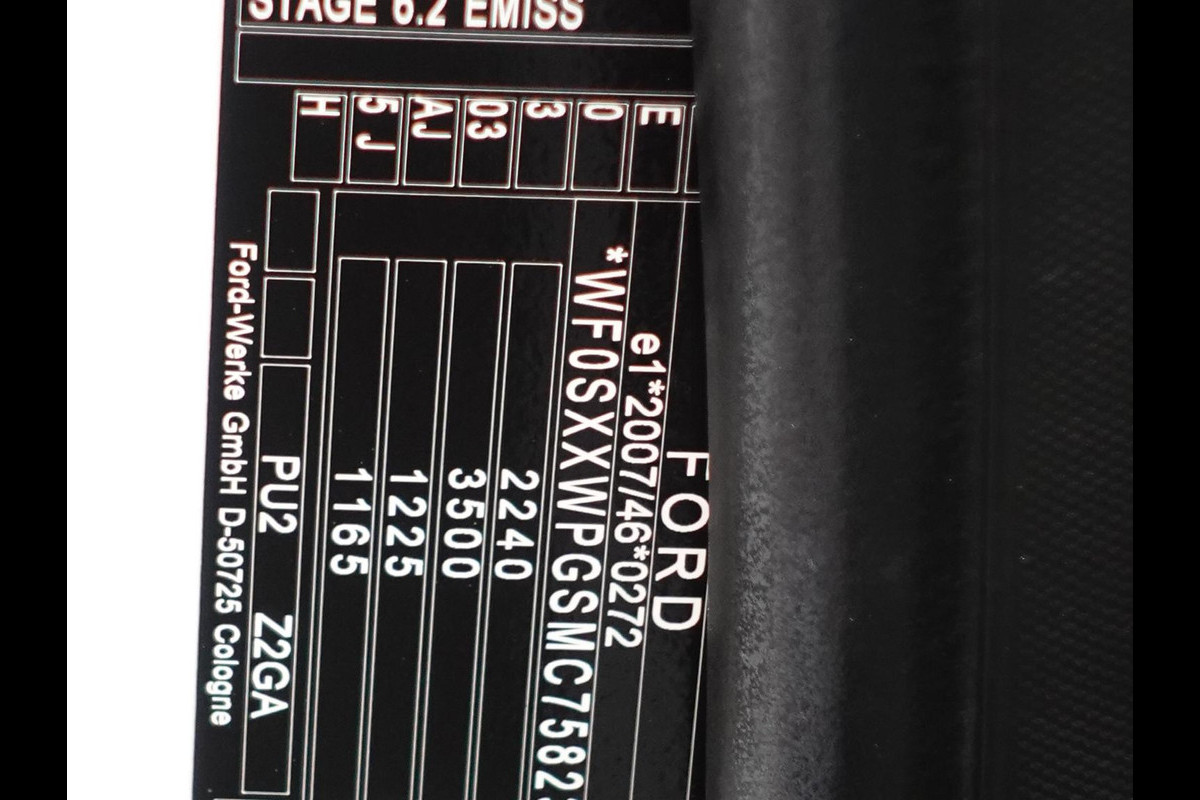 STAGE 6.2 EMISS
FORD
e1*2007/46*0272
*WF0SXXWPGSMC7582
2240
3500
1225
1165
PU2 Z2GA
Ford-Werke GmbH D-50725 Cologne
E
0
3
03
AJ
5 J
H